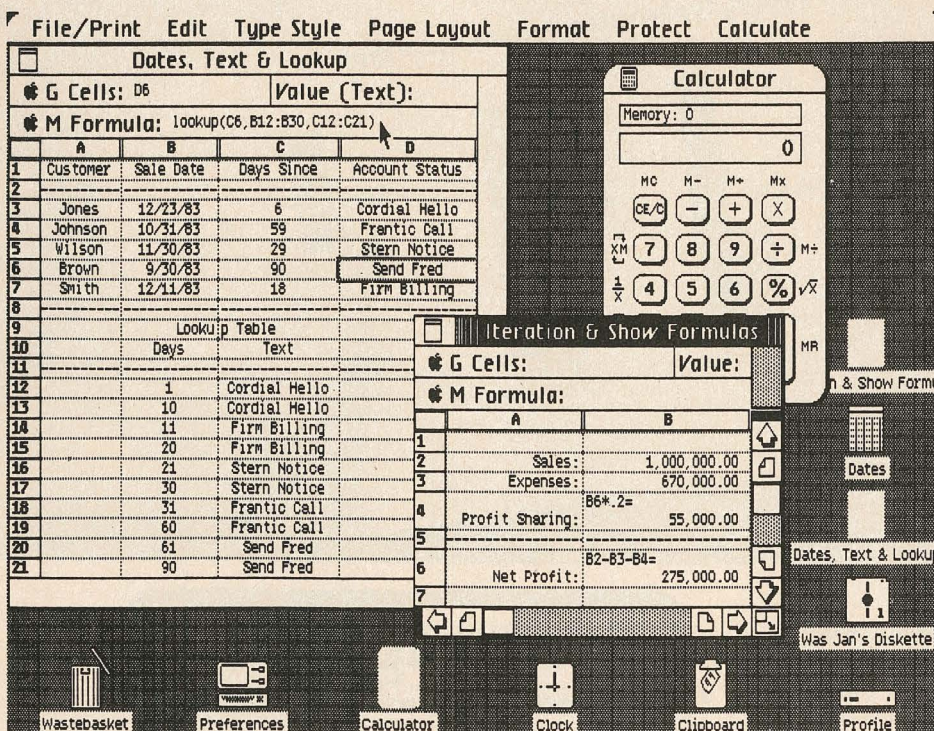 File/Print Edit Type Style Page Layout Format Protect Calculate
Dates, Text & Lookup
G Cells: D6 Value (Text):
M Formula: lookup(C6,B12:B30,C12:C21)
A B C D
1 Customer Sale Date Days Since Account Status
2
3 Jones 12/23/83 6 Cordial Hello
4 Johnson 10/31/83 59 Frantic Call
5 Wilson 11/30/83 29 Stern Notice
6 Brown 9/30/83 90 Send Fred
7 Smith 12/11/83 18 Firm Billing
8
9 Lookup Table
10 Days Text
11
12 1 Cordial Hello
13 10 Cordial Hello
14 11 Firm Billing
15 20 Firm Billing
16 21 Stern Notice
17 30 Stern Notice
18 31 Frantic Call
19 60 Frantic Call
20 61 Send Fred
21 90 Send Fred
Calculator
Memory: 0
0
MC M- M+ Mx
CE/C - + X
XM 7 8 9 ÷ M÷
1/x 4 5 6 % √x
MR
Iteration & Show Formulas
G Cells: Value:
M Formula:
A B
1
2 Sales: 1,000,000.00
3 Expenses: 670,000.00
B6*.2=
4 Profit Sharing: 55,000.00
5
B2-B3-B4=
6 Net Profit: 275,000.00
7
n & Show Formu
Dates
Dates, Text & Looku
1
Was Jan's Diskette
Wastebasket
Preferences
Calculator
Clock
Clipboard
Profile